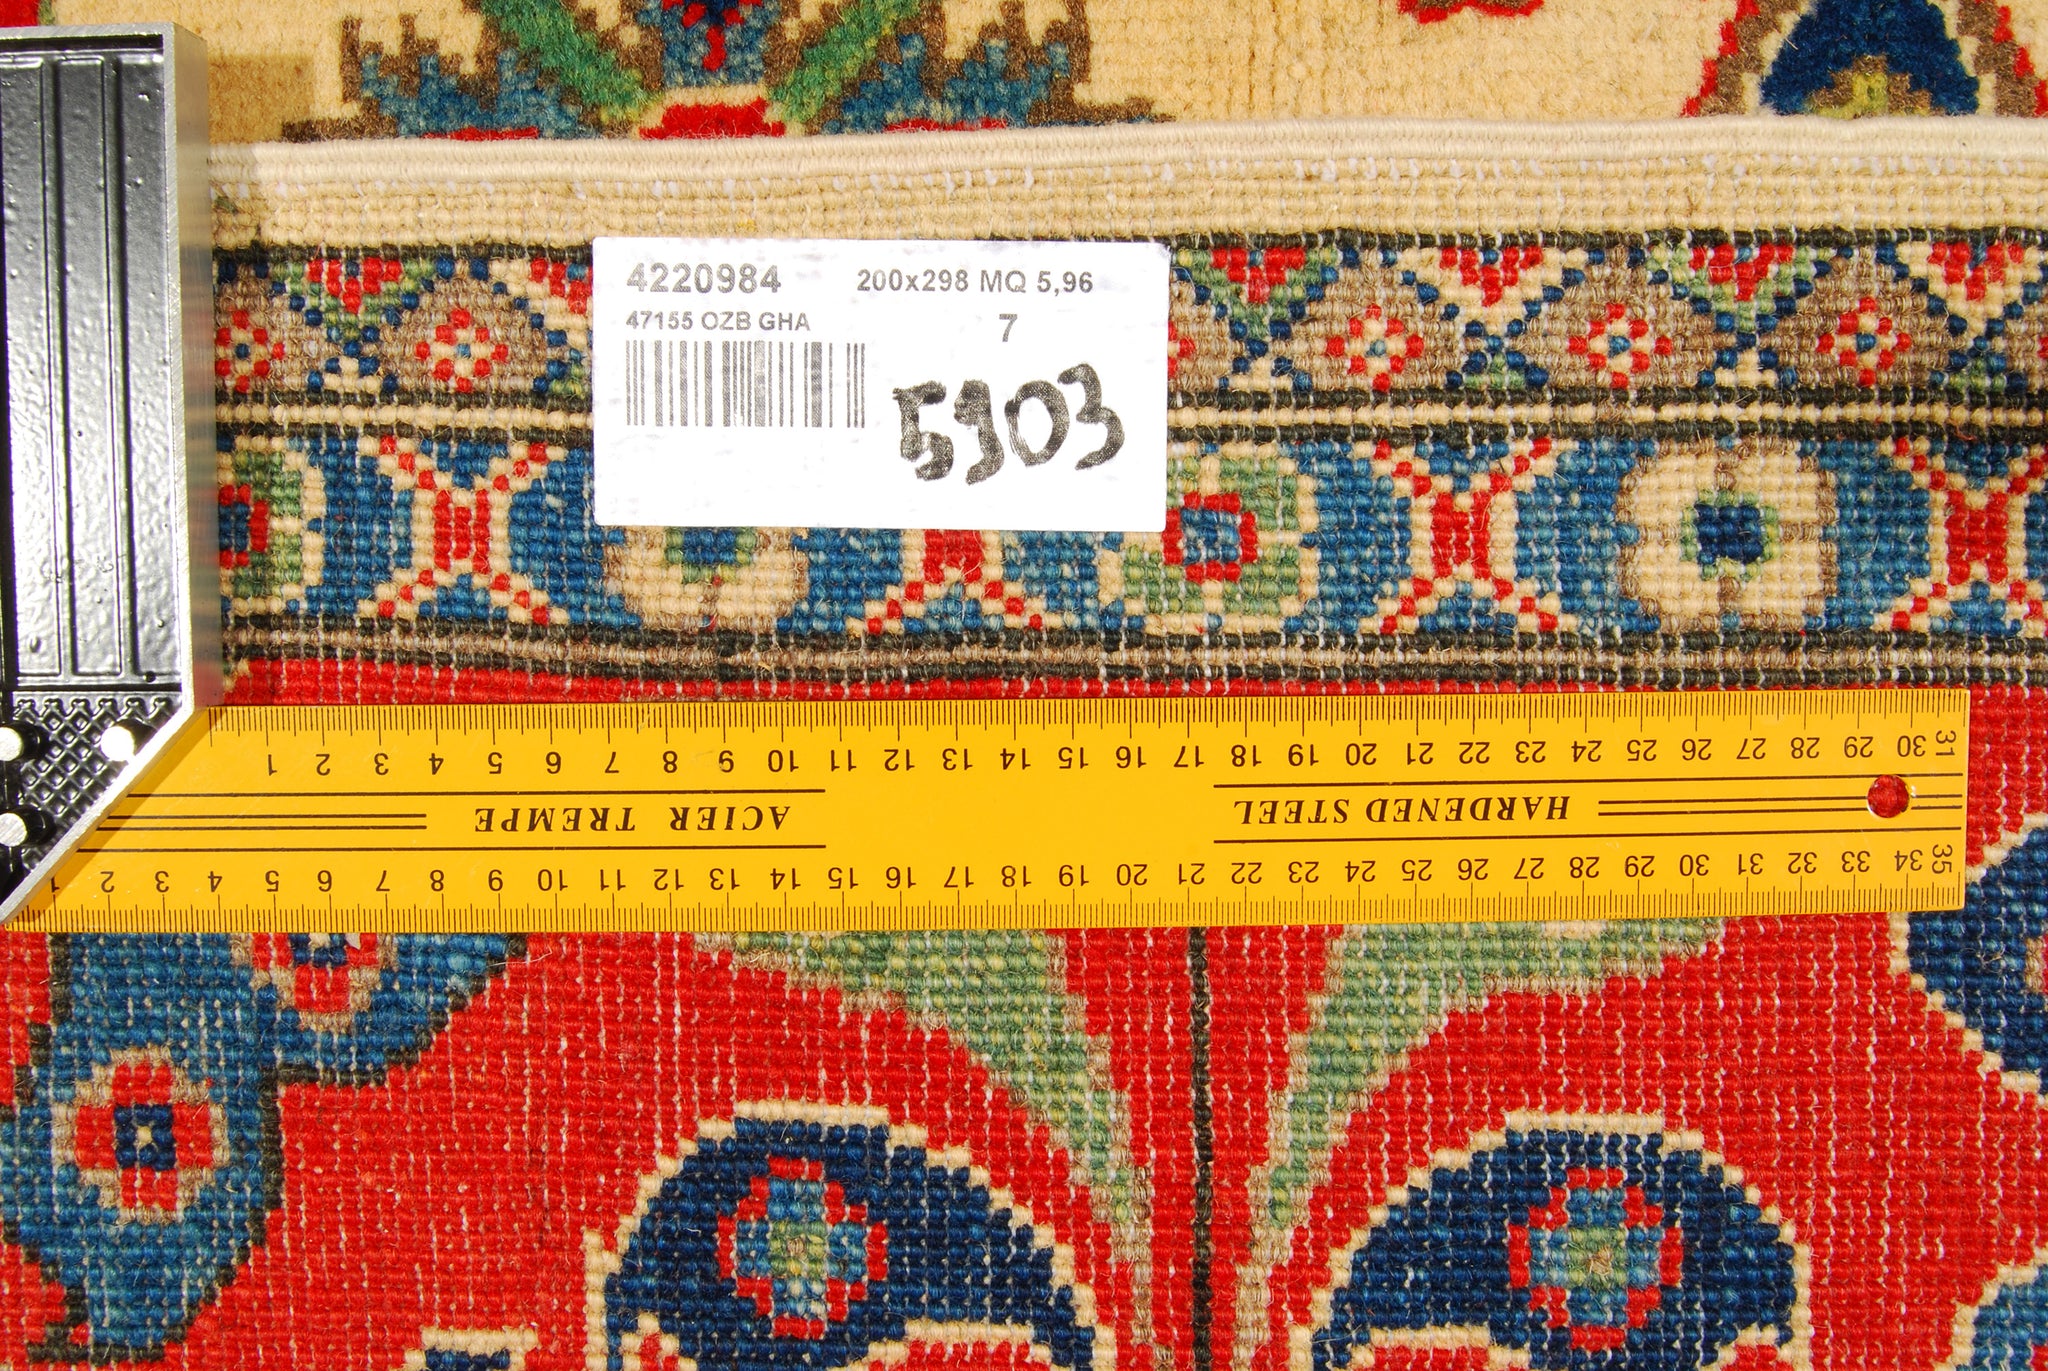 4220984 200x298 MQ 5,96
47155 OZB GHA 7
5903
1 2 3 4 5 6 7 8 9 10 11 12 13 14 15 16 17 18 19 20 21 22 23 24 25 26 27 28 29 30 31
ACIER TREMPE HARDENED STEEL
1 2 3 4 5 6 7 8 9 10 11 12 13 14 15 16 17 18 19 20 21 22 23 24 25 26 27 28 29 30 31 32 33 34 35